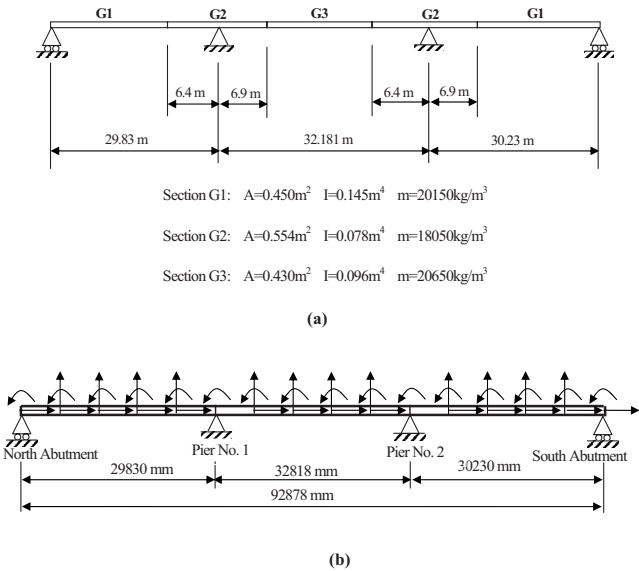 G1 G2 G3 G2 G1
6.4 m 6.9 m 6.4 m 6.9 m
29.83 m 32.181 m 30.23 m
Section G1: A=0.450m² I=0.145m⁴ m=20150kg/m³
Section G2: A=0.554m² I=0.078m⁴ m=18050kg/m³
Section G3: A=0.430m² I=0.096m⁴ m=20650kg/m³
(a)
North Abutment Pier No. 1 Pier No. 2 South Abutment
29830 mm 32818 mm 30230 mm
92878 mm
(b)